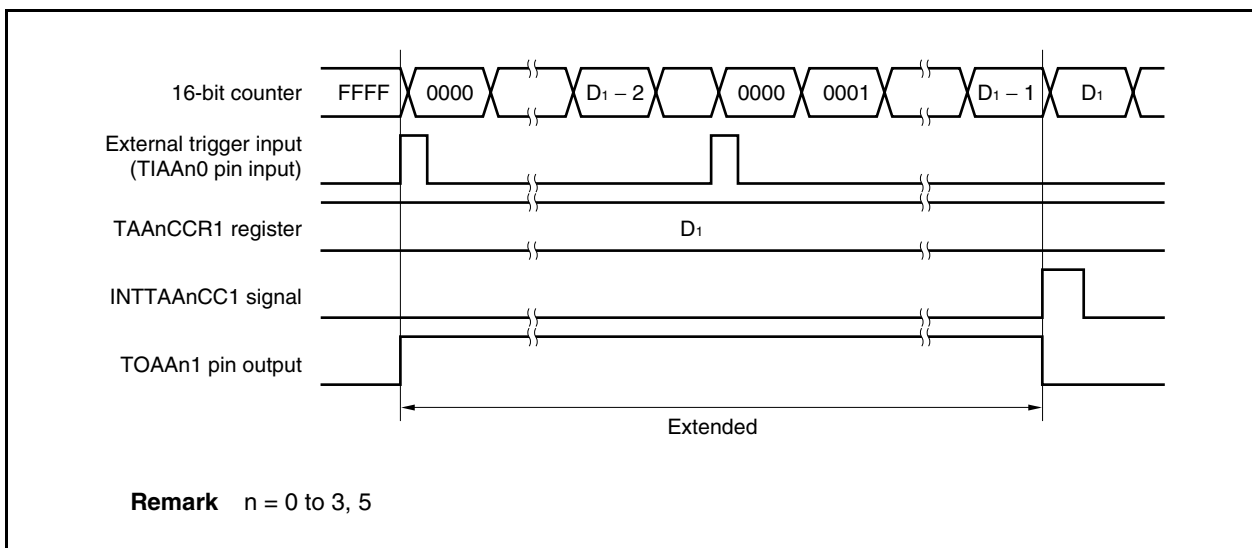 16-bit counter FFFF 0000 D1 − 2 0000 0001 D1 − 1 D1
External trigger input
(TIAAn0 pin input)
TAAnCCR1 register D1
INTTAAnCC1 signal
TOAAn1 pin output
Extended
Remark n = 0 to 3, 5